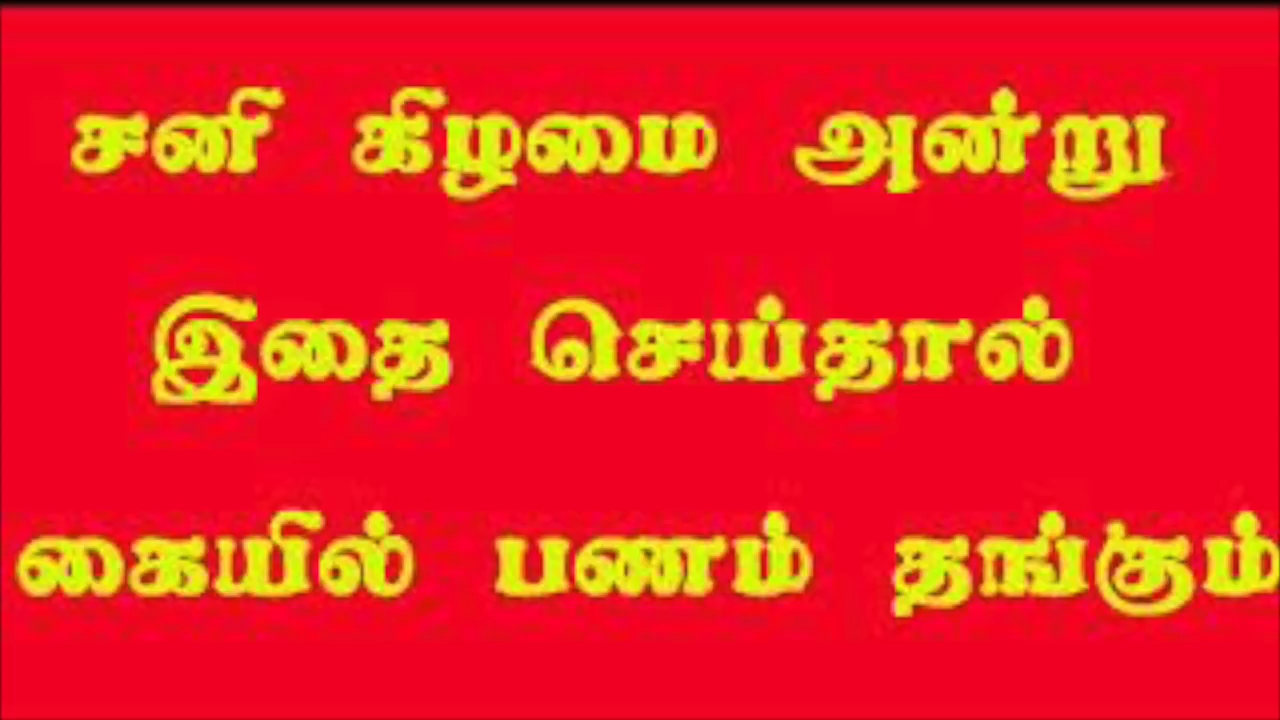 சனி கிழமை அன்று
இதை செய்தால்
கையில் பணம் தங்கும்